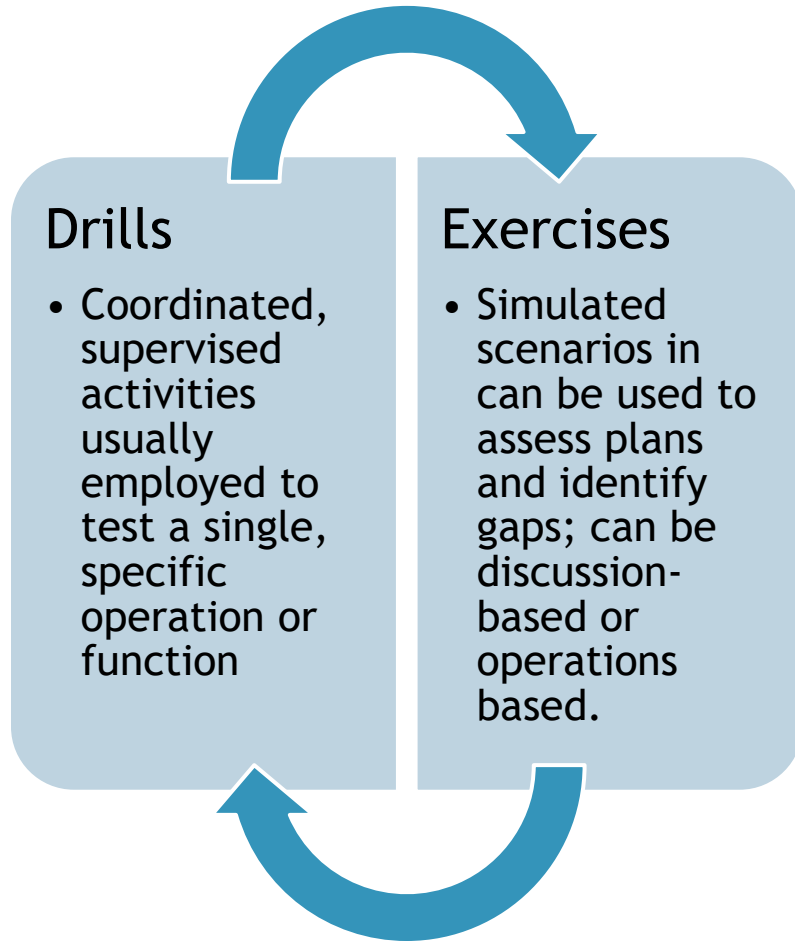 Drills
• Coordinated,
supervised
activities
usually
employed to
test a single,
specific
operation or
function
Exercises
• Simulated
scenarios in
can be used to
assess plans
and identify
gaps; can be
discussion-
based or
operations
based.